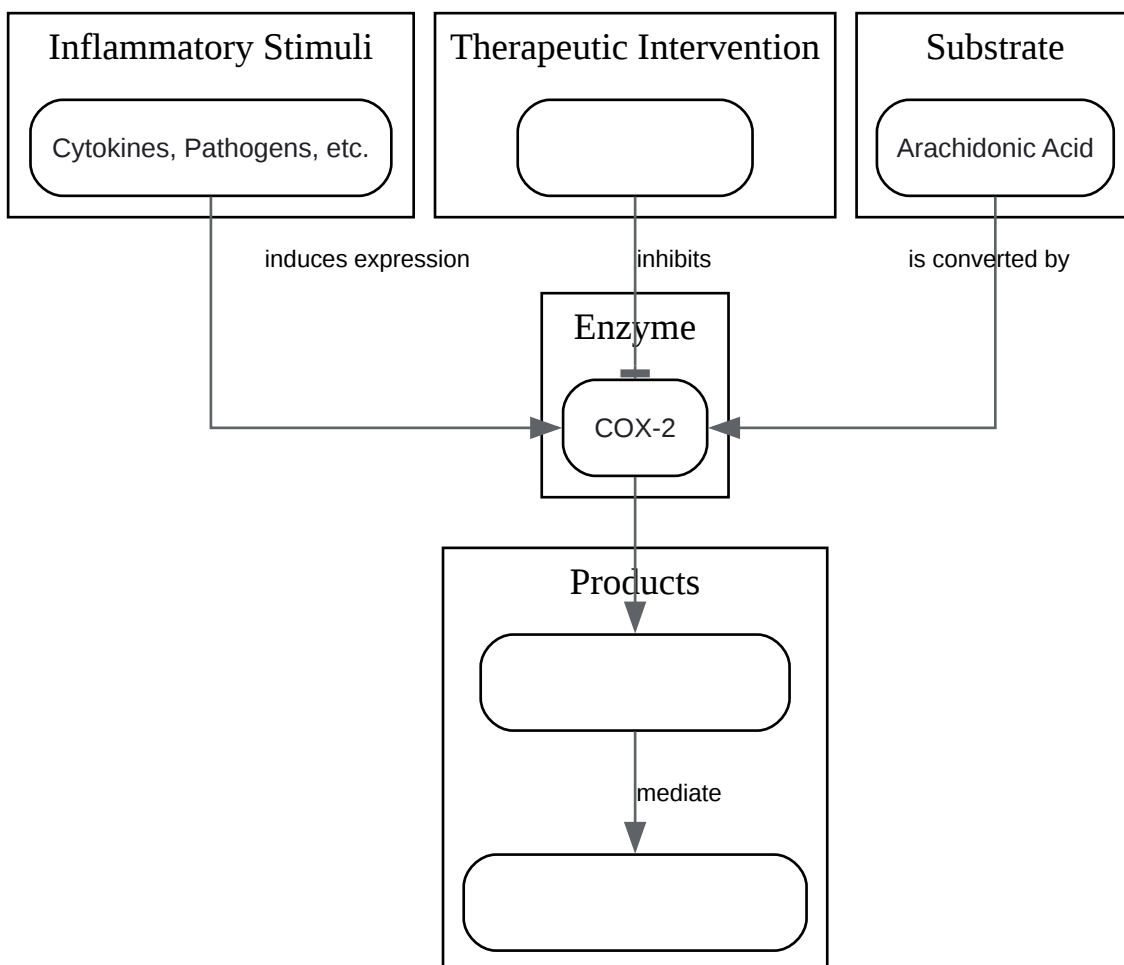 Inflammatory Stimuli
Therapeutic Intervention
Substrate
Cytokines, Pathogens, etc.
Arachidonic Acid
induces expression
inhibits
is converted by
Enzyme
COX-2
Products
mediate